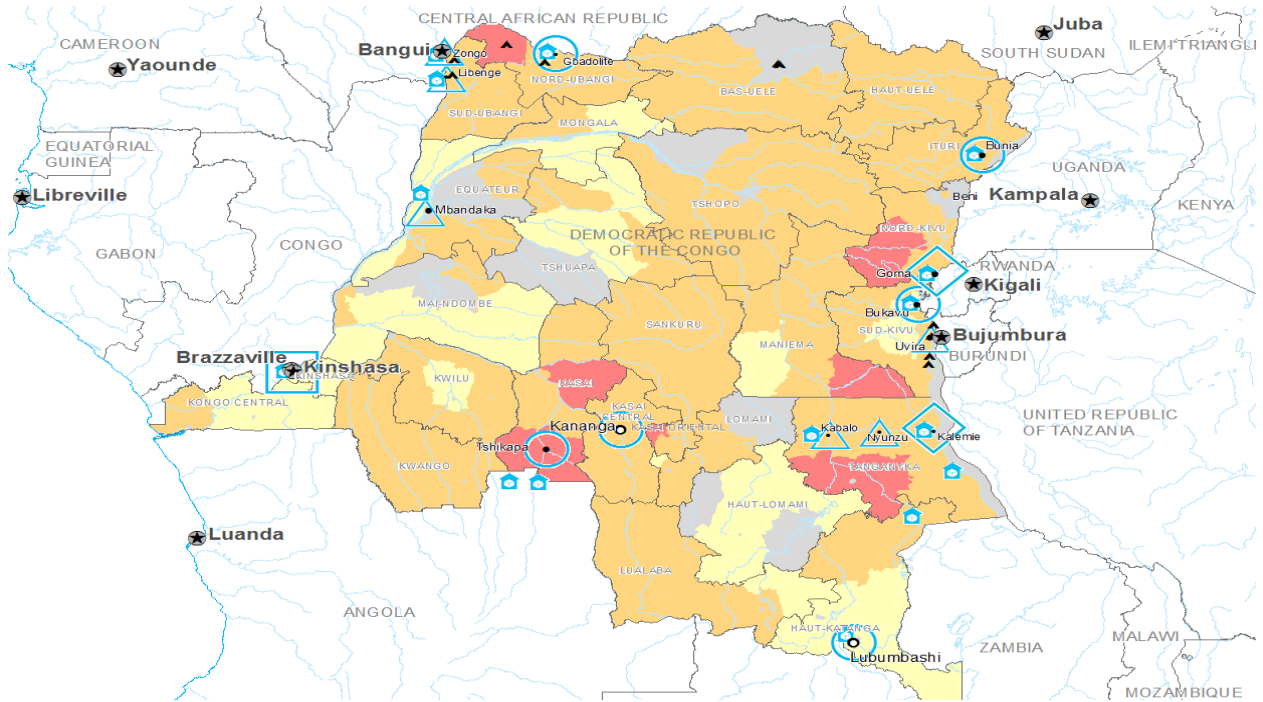 CENTRAL AFRICAN REPUBLIC
Juba
CAMEROON
Bangui
Zongo
SOUTH SUDAN
ILEMI TRIANGLE
Yaounde
Libenge
Gbadolite
NORD-UBANGI
BAS-UELE
HAUT-UELE
SUD-UBANGI
MONGALA
EQUATORIAL
GUINEA
ITURI
Bunia
UGANDA
Libreville
EQUATEUR
Beni
Kampala
Mbandaka
TSHOPO
KENYA
NORD-KIVU
CONGO
DEMOCRATIC REPUBLIC
OF THE CONGO
GABON
TSHUAPA
Goma
RWANDA
Kigali
MAI-NDOMBE
Bukavu
SANKURU
SUD-KIVU
Bujumbura
MANIEMA
Uvira
BURUNDI
Brazzaville
Kinshasa
KINSHASA
KWILU
KASAI
KONGO CENTRAL
KASAI
CENTRAL
LOMAMI
UNITED REPUBLIC
OF TANZANIA
Kananga
KASAI ORIENTAL
Kabalo
Nyunzu
Kalemie
Tshikapa
KWANGO
TANGANYKA
HAUT-LOMAMI
Luanda
LUALABA
ANGOLA
HAUT-KATANGA
Lubumbashi
ZAMBIA
MALAWI
MOZAMBIQUE